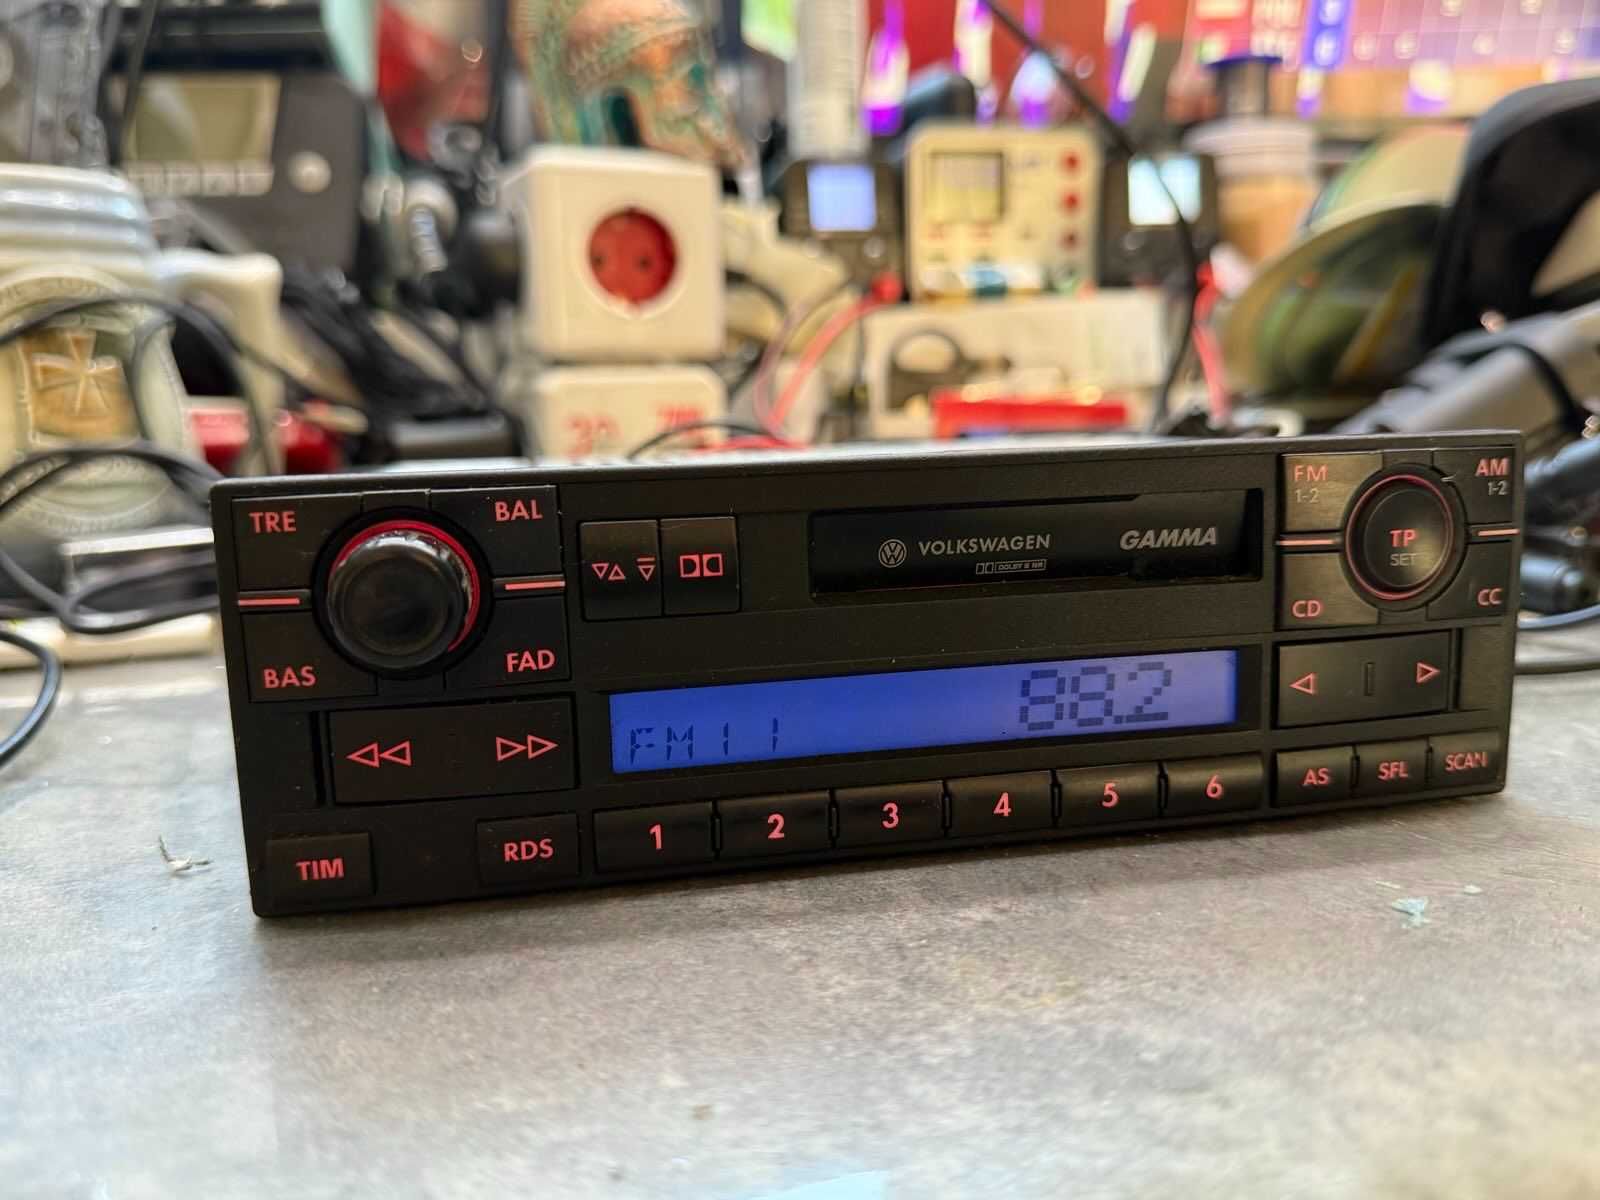 TRE
BAL
BAS
FAD
VOLKSWAGEN
DOLBY B NR
GAMMA
FM
1-2
AM
1-2
TP
SET
CD
CC
FM11
88.2
TIM
RDS
1
2
3
4
5
6
AS
SFL
SCAN